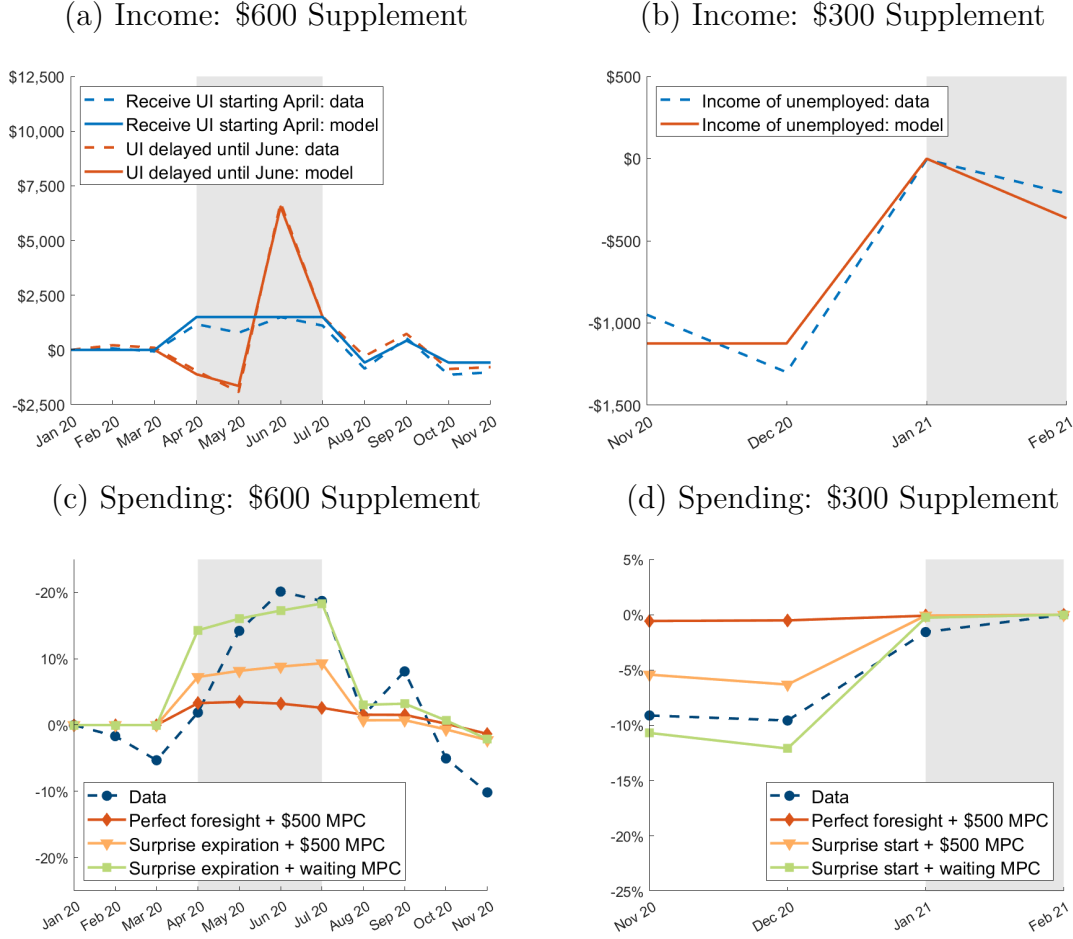 (a) Income: $600 Supplement
$12,500
$10,000
$7,500
$5,000
$2,500
$0
-$2,500
Receive UI starting April: data
Receive UI starting April: model
UI delayed until June: data
UI delayed until June: model
Jan 20
Feb 20
Mar 20
Apr 20
May 20
Jun 20
Jul 20
Aug 20
Sep 20
Oct 20
Nov 20
(b) Income: $300 Supplement
$500
$0
-$500
-$1,000
-$1,500
Income of unemployed: data
Income of unemployed: model
Nov 20
Dec 20
Jan 21
Feb 21
(c) Spending: $600 Supplement
-20%
10%
0%
-10%
-20%
Data
Perfect foresight + $500 MPC
Surprise expiration + $500 MPC
Surprise expiration + waiting MPC
Jan 20
Feb 20
Mar 20
Apr 20
May 20
Jun 20
Jul 20
Aug 20
Sep 20
Oct 20
Nov 20
(d) Spending: $300 Supplement
5%
0%
-5%
-10%
-15%
-20%
-25%
Data
Perfect foresight + $500 MPC
Surprise start + $500 MPC
Surprise start + waiting MPC
Nov 20
Dec 20
Jan 21
Feb 21